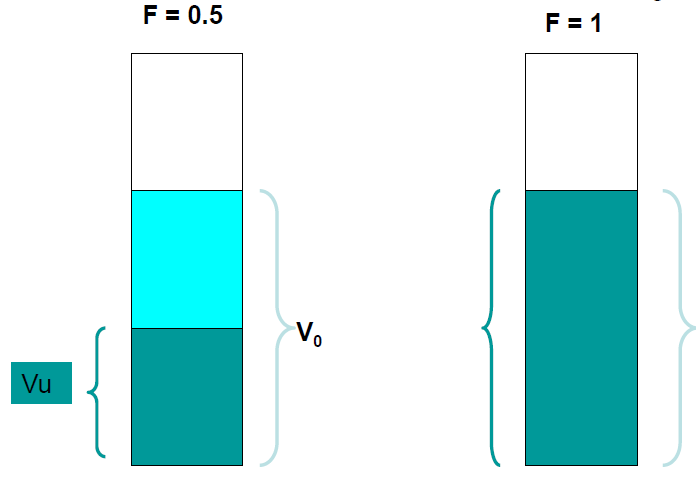 F = 0.5
F = 1
V0
Vu